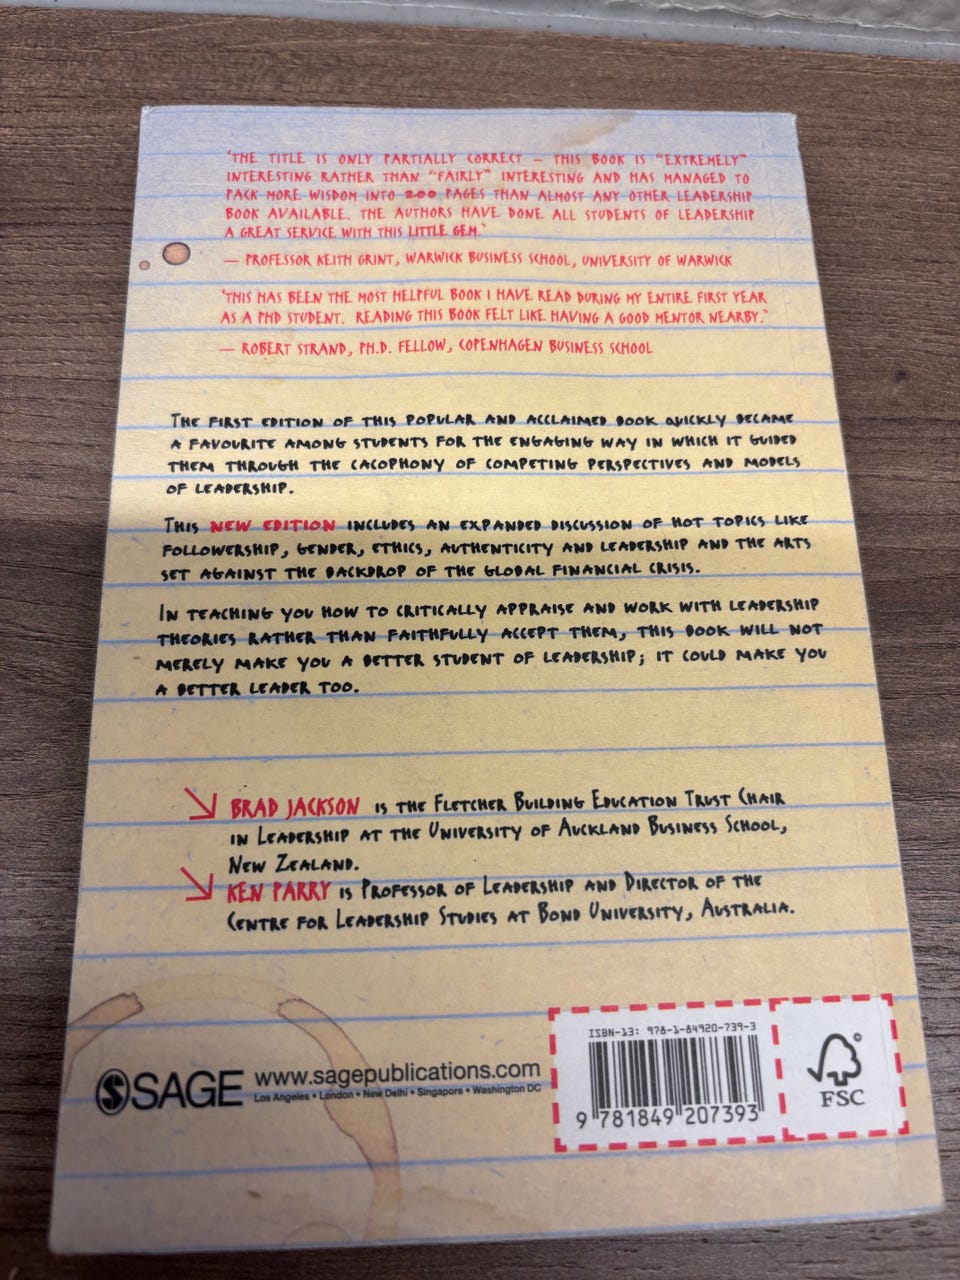 'THE TITLE IS ONLY PARTIALLY CORRECT – THIS BOOK IS "EXTREMELY"
INTERESTING RATHER THAN "FAIRLY" INTERESTING AND HAS MANAGED TO
PACK MORE WISDOM INTO 200 PAGES THAN ALMOST ANY OTHER LEADERSHIP
BOOK AVAILABLE. THE AUTHORS HAVE DONE ALL STUDENTS OF LEADERSHIP
A GREAT SERVICE WITH THIS LITTLE GEM.'
– PROFESSOR KEITH GRINT, WARWICK BUSINESS SCHOOL, UNIVERSITY OF WARWICK
'THIS HAS BEEN THE MOST HELPFUL BOOK I HAVE READ DURING MY ENTIRE FIRST YEAR
AS A PHD STUDENT. READING THIS BOOK FELT LIKE HAVING A GOOD MENTOR NEARBY.'
– ROBERT STRAND, PH.D. FELLOW, COPENHAGEN BUSINESS SCHOOL
THE FIRST EDITION OF THIS POPULAR AND ACCLAIMED BOOK QUICKLY BECAME
A FAVOURITE AMONG STUDENTS FOR THE ENGAGING WAY IN WHICH IT GUIDED
THEM THROUGH THE CACOPHONY OF COMPETING PERSPECTIVES AND MODELS
OF LEADERSHIP.
THIS NEW EDITION INCLUDES AN EXPANDED DISCUSSION OF HOT TOPICS LIKE
FOLLOWERSHIP, GENDER, ETHICS, AUTHENTICITY AND LEADERSHIP AND THE ARTS
SET AGAINST THE BACKDROP OF THE GLOBAL FINANCIAL CRISIS.
IN TEACHING YOU HOW TO CRITICALLY APPRAISE AND WORK WITH LEADERSHIP
THEORIES RATHER THAN FAITHFULLY ACCEPT THEM, THIS BOOK WILL NOT
MERELY MAKE YOU A BETTER STUDENT OF LEADERSHIP; IT COULD MAKE YOU
A BETTER LEADER TOO.
BRAD JACKSON IS THE FLETCHER BUILDING EDUCATION TRUST CHAIR
IN LEADERSHIP AT THE UNIVERSITY OF AUCKLAND BUSINESS SCHOOL,
NEW ZEALAND.
KEN PARRY IS PROFESSOR OF LEADERSHIP AND DIRECTOR OF THE
CENTRE FOR LEADERSHIP STUDIES AT BOND UNIVERSITY, AUSTRALIA.
SAGE www.sagepublications.com
Los Angeles • London • New Delhi • Singapore • Washington DC
ISBN-13: 978-1-84920-739-3
9 781849 207393
FSC